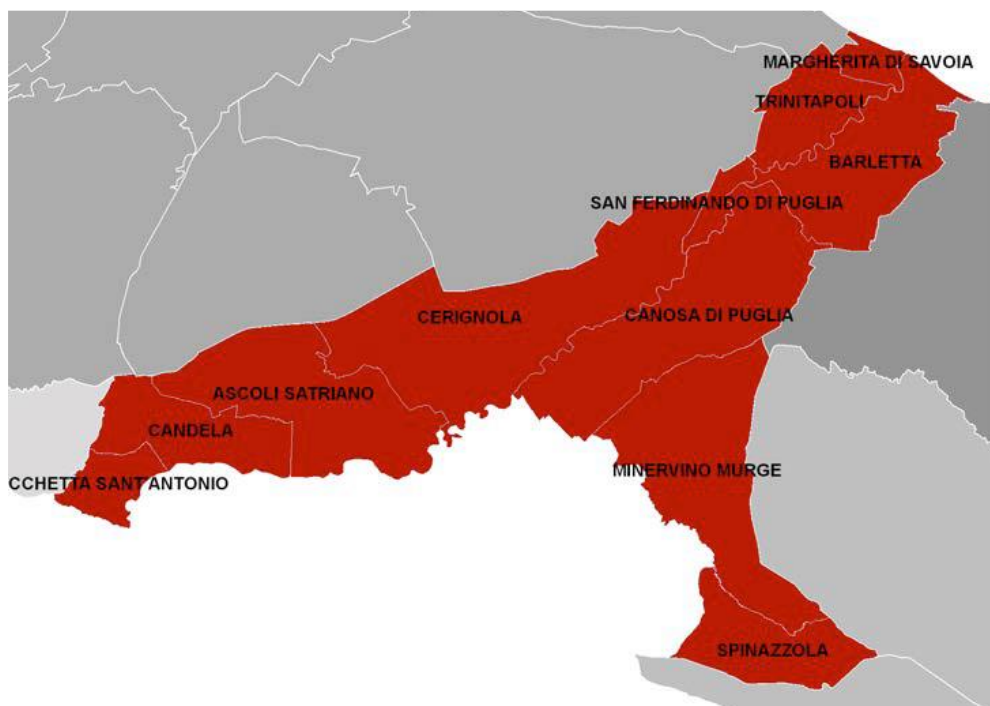 MARGHERITA DI SAVOIA
TRINITAPOLI
BARLETTA
SAN FERDINANDO DI PUGLIA
CERIGNOLA
CANOSA DI PUGLIA
ASCOLI SATRIANO
CANDELA
MINERVINO MURGE
CCHETTA SANT'ANTONIO
SPINAZZOLA